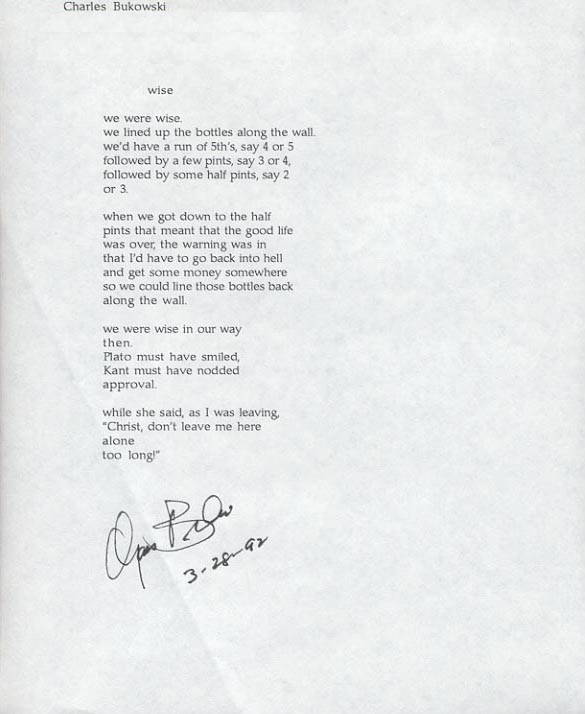 Charles Bukowski
wise
we were wise.
we lined up the bottles along the wall.
we'd have a run of 5th's, say 4 or 5
followed by a few pints, say 3 or 4,
followed by some half pints, say 2
or 3.
when we got down to the half
pints that meant that the good life
was over, the warning was in
that I'd have to go back into hell
and get some money somewhere
so we could line those bottles back
along the wall.
we were wise in our way
then.
Plato must have smiled,
Kant must have nodded
approval.
while she said, as I was leaving,
“Christ, don't leave me here
alone
too long!”
3-28-92